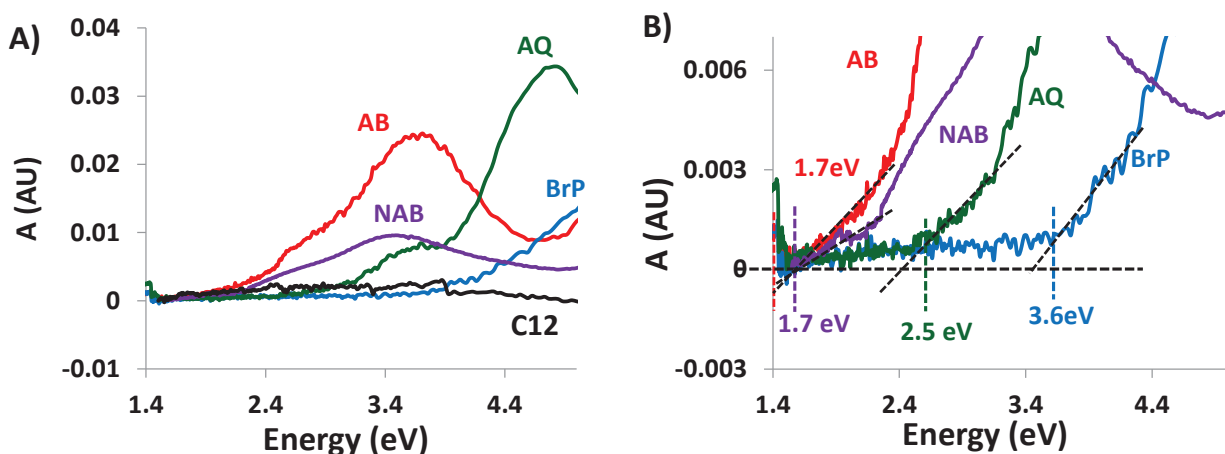 A)
0.04
0.03
0.02
0.01
0
-0.01
A (AU)
AQ
AB
BrP
NAB
C12
1.4
2.4
3.4
4.4
Energy (eV)
B)
0.006
0.003
0
-0.003
A (AU)
AB
AQ
NAB
BrP
1.7eV
1.7 eV
2.5 eV
3.6eV
1.4
2.4
3.4
4.4
Energy (eV)